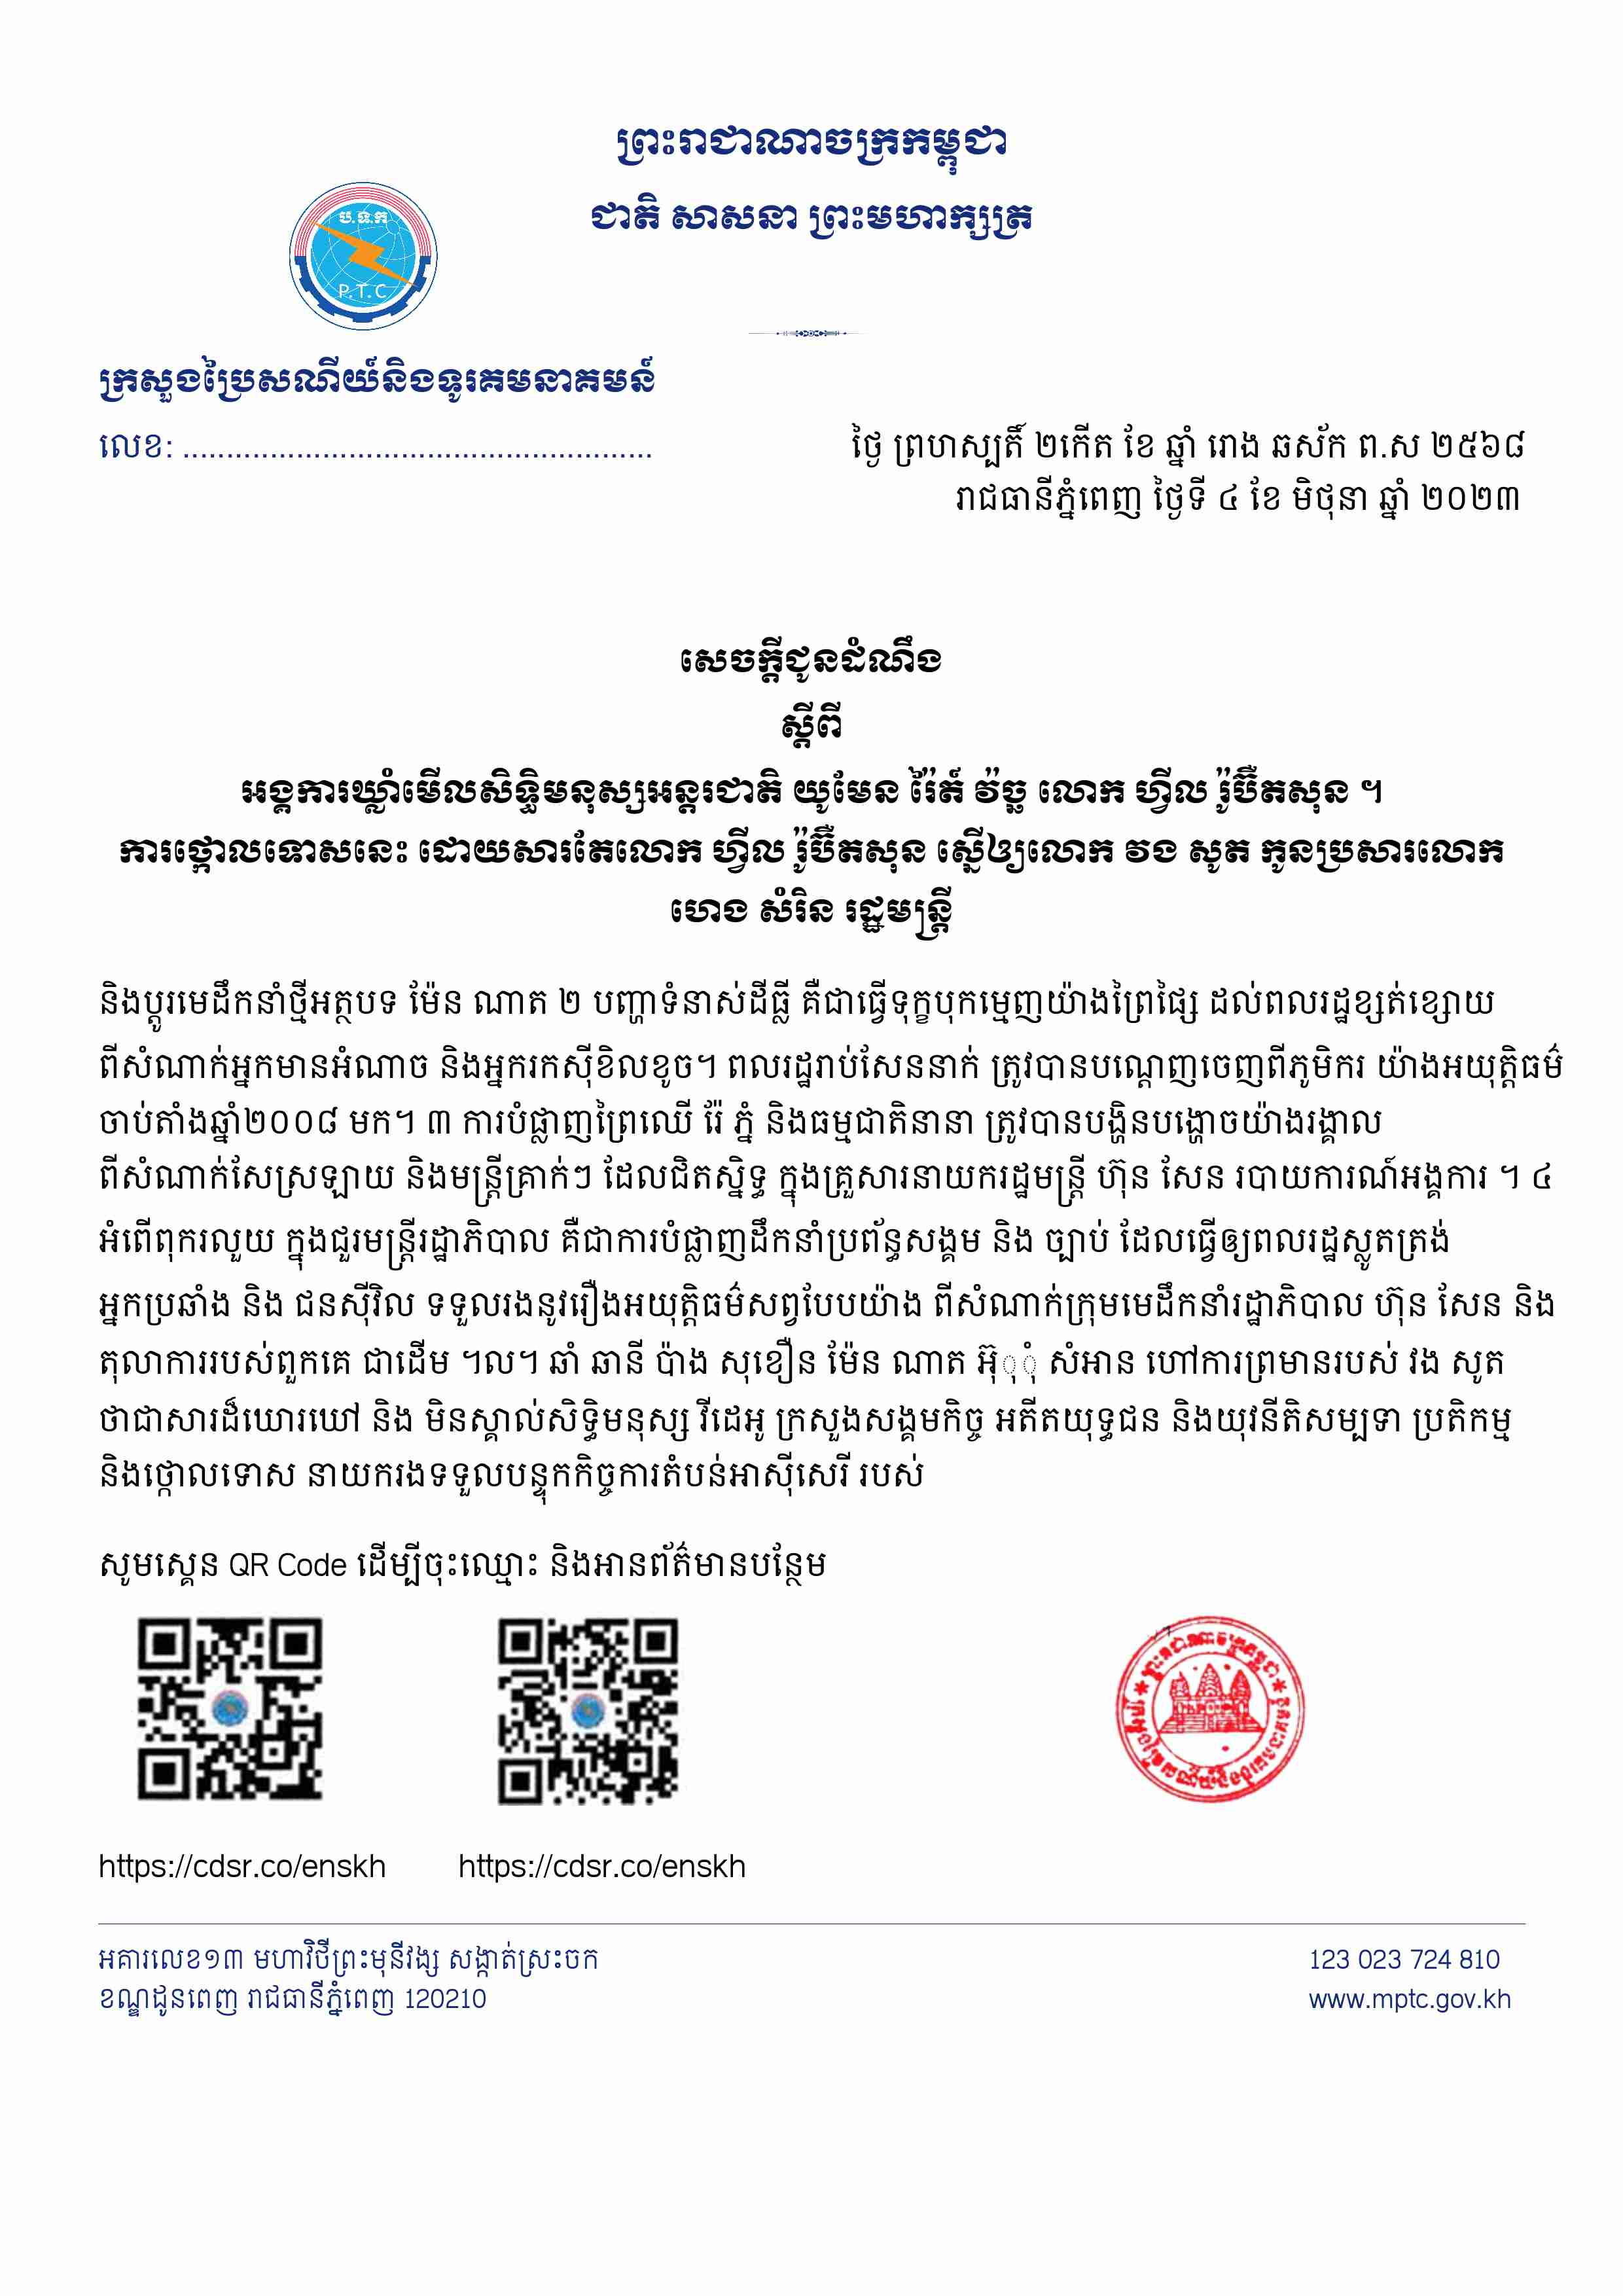 ព្រះរាជាណាចក្រកម្ពុជា
ជាតិ សាសនា ព្រះមហាក្សត្រ
ប.ទ.ក
P.T.C
ក្រសួងប្រៃសណីយ៍និងទូរគមនាគមន៍
លេខ: ......................................................
ថ្ងៃ ព្រហស្បតិ៍ ២កើត ខែ ឆ្នាំ រោង ឆស័ក ព.ស ២៥៦៨
រាជធានីភ្នំពេញ ថ្ងៃទី ៤ ខែ មិថុនា ឆ្នាំ ២០២៣
សេចក្តីជូនដំណឹង
ស្តីពី
អង្គការឃ្លាំមើលសិទ្ធិមនុស្សអន្តរជាតិ យូមែន រ៉ៃត៍ វ៉ច្ឆ លោក ហ្វីល រ៉ូប៊ឺតសុន ។
ការថ្កោលទោសនេះ ដោយសារតែលោក ហ្វីល រ៉ូប៊ឺតសុន ស្នើឲ្យលោក វង សូត កូនប្រសារលោក
ហេង សំរិន រដ្ឋមន្ត្រី
និងប្តូរមេដឹកនាំថ្មីអត្ថបទ ម៉ែន ណាត ២ បញ្ហាទំនាស់ដីធ្លី គឺជាធ្វើទុក្ខបុកម្នេញយ៉ាងព្រៃផ្សៃ ដល់ពលរដ្ឋខ្សត់ខ្សោយ
ពីសំណាក់អ្នកមានអំណាច និងអ្នករកស៊ីខិលខូច។ ពលរដ្ឋរាប់សែននាក់ ត្រូវបានបណ្តេញចេញពីភូមិករ យ៉ាងអយុត្តិធម៌
ចាប់តាំងឆ្នាំ២០០៨ មក។ ៣ ការបំផ្លាញព្រៃឈើ រ៉ែ ភ្នំ និងធម្មជាតិនានា ត្រូវបានបង្ហិនបង្ហោចយ៉ាងរង្គាល
ពីសំណាក់សែស្រឡាយ និងមន្ត្រីគ្រាក់ៗ ដែលជិតស្និទ្ធ ក្នុងគ្រួសារនាយករដ្ឋមន្ត្រី ហ៊ុន សែន របាយការណ៍អង្គការ ។ ៤
អំពើពុករលួយ ក្នុងជួរមន្ត្រីរដ្ឋាភិបាល គឺជាការបំផ្លាញដឹកនាំប្រព័ន្ធសង្គម និង ច្បាប់ ដែលធ្វើឲ្យពលរដ្ឋស្លូតត្រង់
អ្នកប្រឆាំង និង ជនស៊ីវិល ទទួលរងនូវរឿងអយុត្តិធម៌សព្វបែបយ៉ាង ពីសំណាក់ក្រុមមេដឹកនាំរដ្ឋាភិបាល ហ៊ុន សែន និង
តុលាការរបស់ពួកគេ ជាដើម ។ល។ ឆាំ ឆានី ប៉ាង សុខឿន ម៉ែន ណាត អ៊ុុុំ សំអាន ហៅការព្រមានរបស់ វង សូត
ថាជាសារដ៏ឃោរឃៅ និង មិនស្គាល់សិទ្ធិមនុស្ស វីដេអូ ក្រសួងសង្គមកិច្ច អតីតយុទ្ធជន និងយុវនីតិសម្បទា ប្រតិកម្ម
និងថ្កោលទោស នាយករងទទួលបន្ទុកកិច្ចការតំបន់អាស៊ីសេរី របស់
សូមស្គេន QR Code ដើម្បីចុះឈ្មោះ និងអានព័ត៌មានបន្ថែម
ព្រះរាជាណាចក្រកម្ពុជា
ក្រសួងប្រៃសណីយ៍និងទូរគមនាគមន៍
https://cdsr.co/enskh https://cdsr.co/enskh
អគារលេខ១៣ មហាវិថីព្រះមុនីវង្ស សង្កាត់ស្រះចក
ខណ្ឌដូនពេញ រាជធានីភ្នំពេញ 120210
123 023 724 810
www.mptc.gov.kh